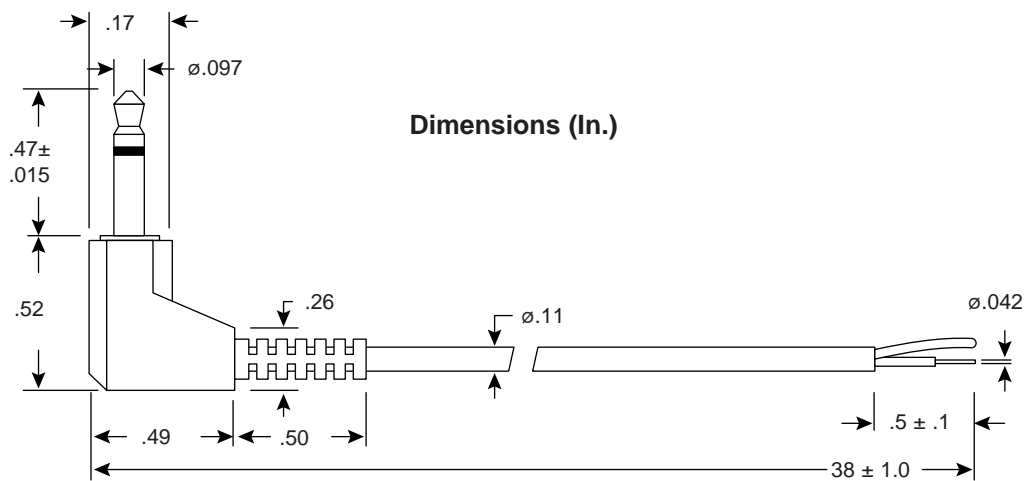 .17
ø.097
Dimensions (In.)
.47±
.015
.52
.26
ø.11
ø.042
.49
.50
.5 ± .1
38 ± 1.0